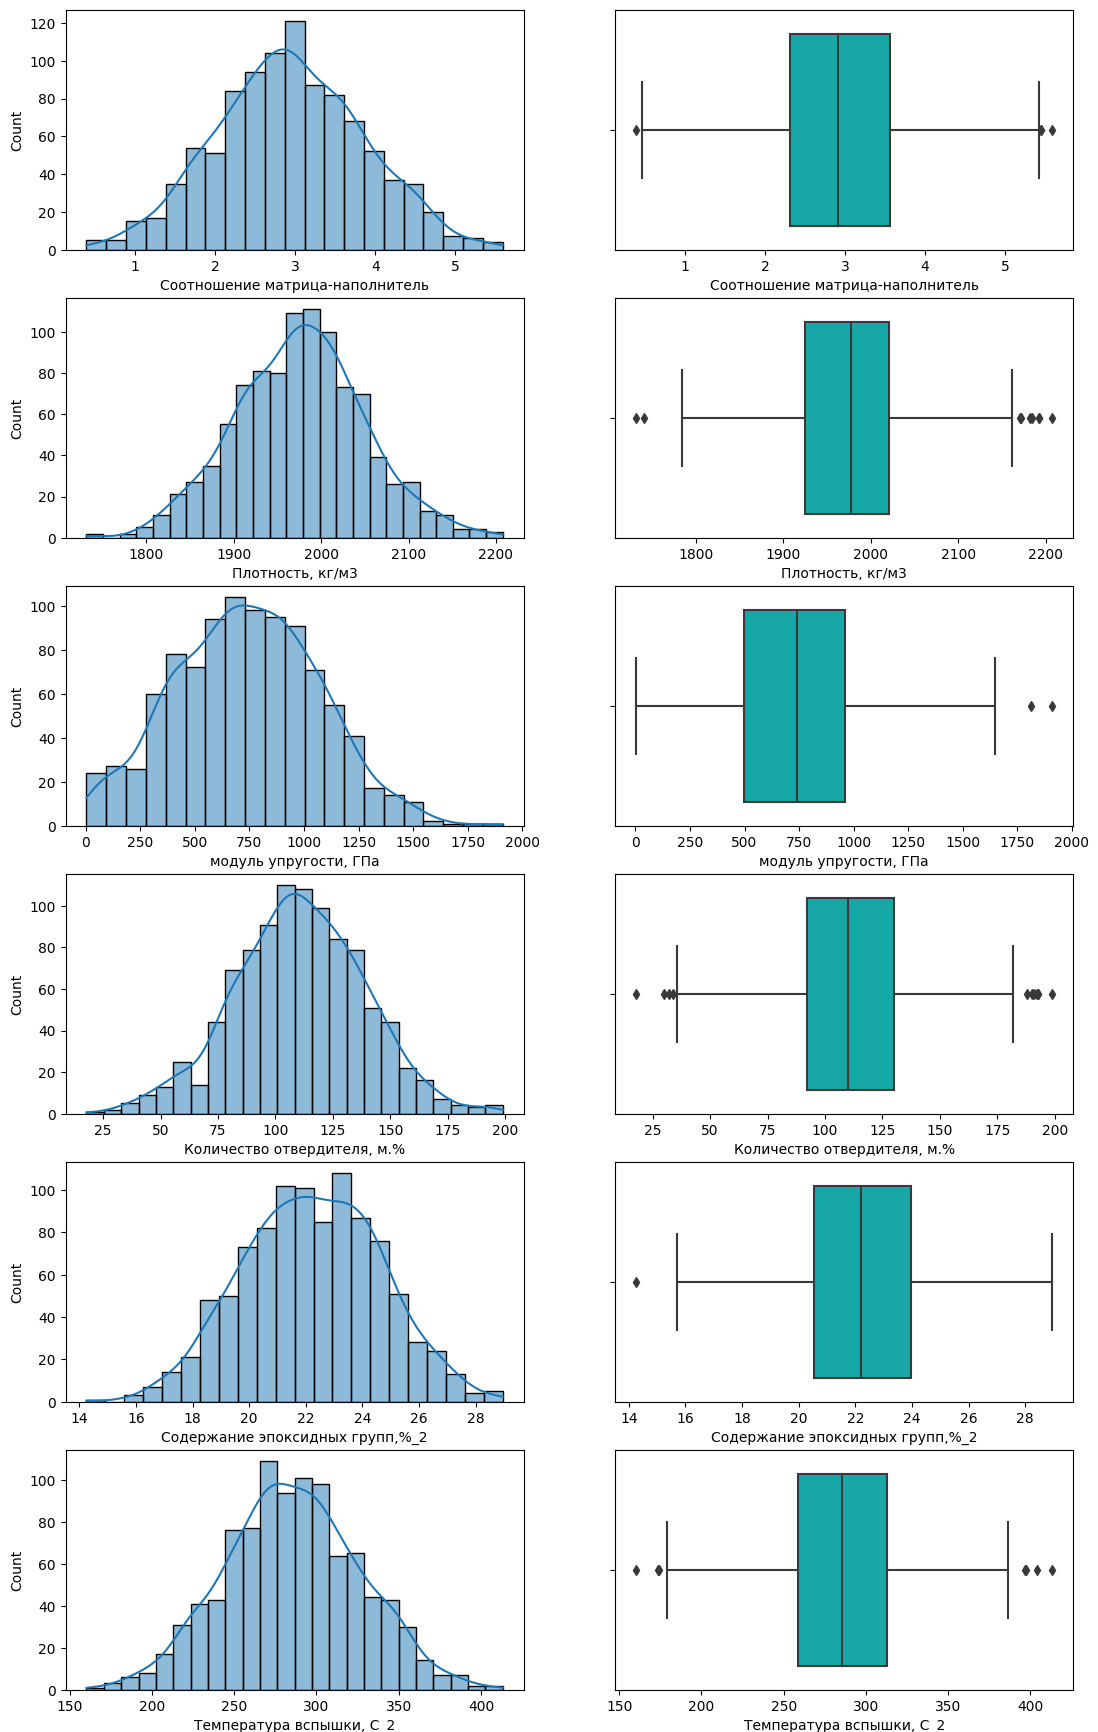 120
100
80
60
40
20
0
Count
1 2 3 4 5
Соотношение матрица-наполнитель
1 2 3 4 5
Соотношение матрица-наполнитель
100
80
60
40
20
0
Count
1800 1900 2000 2100 2200
Плотность, кг/м3
1800 1900 2000 2100 2200
Плотность, кг/м3
100
80
60
40
20
0
Count
0 250 500 750 1000 1250 1500 1750 2000
модуль упругости, ГПа
0 250 500 750 1000 1250 1500 1750 2000
модуль упругости, ГПа
100
80
60
40
20
0
Count
25 50 75 100 125 150 175 200
Количество отвердителя, м.%
25 50 75 100 125 150 175 200
Количество отвердителя, м.%
100
80
60
40
20
0
Count
14 16 18 20 22 24 26 28
Содержание эпоксидных групп,%_2
14 16 18 20 22 24 26 28
Содержание эпоксидных групп,%_2
100
80
60
40
20
0
Count
150 200 250 300 350 400
Температура вспышки, С_2
150 200 250 300 350 400
Температура вспышки, С_2